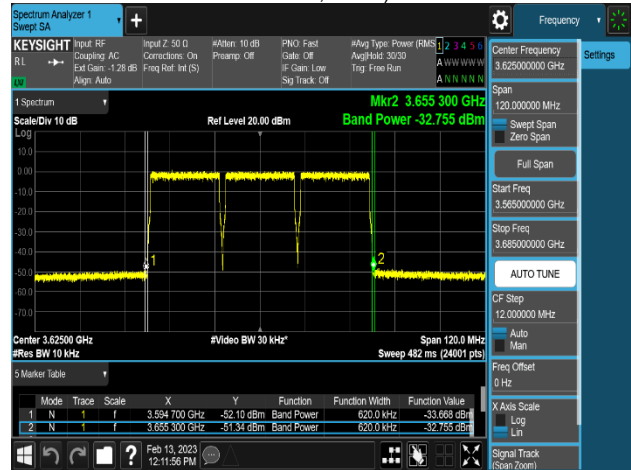 Spectrum Analyzer 1
Swept SA
Frequency
KEYSIGHT Input: RF Input Z: 50 Ω #Atten: 10 dB PNO: Fast #Avg Type: Power (RMS 1 2 3 4 5 6
RL Coupling: AC Corrections: On Preamp: Off Gate: Off Avg|Hold: 30/30 A W W W W W
Ext Gain: -1.28 dB Freq Ref: Int (S) IF Gain: Low Trig: Free Run
Align: Auto Sig Track: Off A N N N N N
LXI
Center Frequency
3.625000000 GHz
Settings
Span
120.000000 MHz
Swept Span
Zero Span
Full Span
Start Freq
3.565000000 GHz
Stop Freq
3.685000000 GHz
AUTO TUNE
CF Step
12.000000 MHz
Auto
Man
Freq Offset
0 Hz
X Axis Scale
Log
Lin
Signal Track
(Span Zoom)
1 Spectrum
Mkr2 3.655 300 GHz
Scale/Div 10 dB Ref Level 20.00 dBm Band Power -32.755 dBm
Log
10.0
0.00
-10.0
-20.0
-30.0
-40.0
-50.0
-60.0
-70.0
1
2
Center 3.62500 GHz #Video BW 30 kHz* Span 120.0 MHz
#Res BW 10 kHz Sweep 482 ms (24001 pts)
5 Marker Table
Mode Trace Scale X Y Function Function Width Function Value
1 N 1 f 3.594 700 GHz -52.10 dBm Band Power 620.0 kHz -33.668 dBm
2 N 1 f 3.655 300 GHz -51.34 dBm Band Power 620.0 kHz -32.755 dBm
Feb 13, 2023
12:11:56 PM